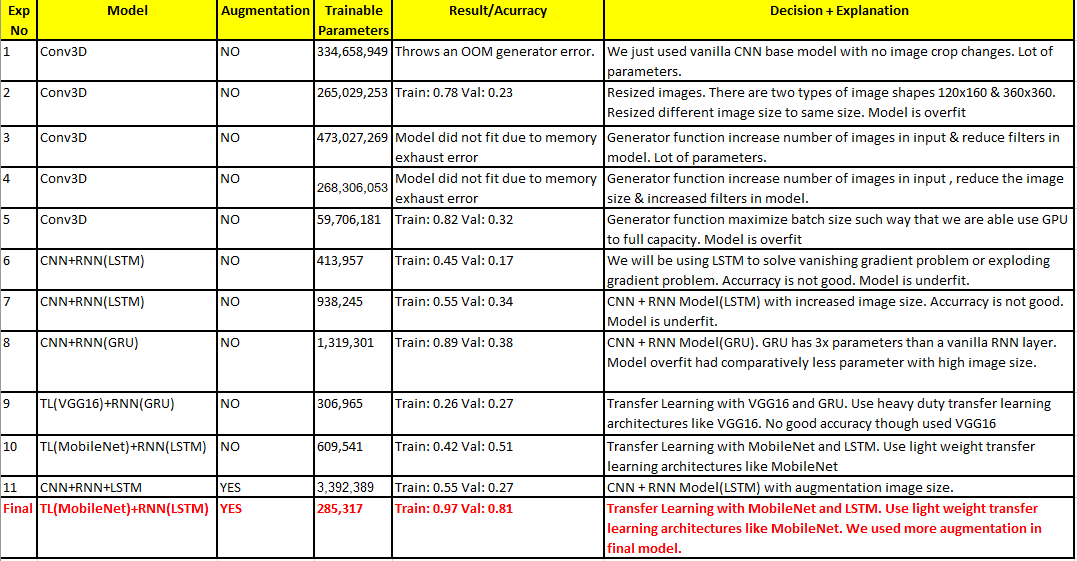 Exp No Model Augmentation Trainable Parameters Result/Acurracy Decision + Explanation
1 Conv3D NO 334,658,949 Throws an OOM generator error. We just used vanilla CNN base model with no image crop changes. Lot of
parameters.
2 Conv3D NO 265,029,253 Train: 0.78 Val: 0.23 Resized images. There are two types of image shapes 120x160 & 360x360.
Resized different image size to same size. Model is overfit
3 Conv3D NO 473,027,269 Model did not fit due to memory
exhaust error
Generator function increase number of images in input & reduce filters in
model. Lot of parameters.
4 Conv3D NO 268,306,053 Model did not fit due to memory
exhaust error
Generator function increase number of images in input , reduce the image
size & increased filters in model.
5 Conv3D NO 59,706,181 Train: 0.82 Val: 0.32 Generator function maximize batch size such way that we are able use GPU
to full capacity. Model is overfit
6 CNN+RNN(LSTM) NO 413,957 Train: 0.45 Val: 0.17 We will be using LSTM to solve vanishing gradient problem or exploding
gradient problem. Accurracy is not good. Model is underfit.
7 CNN+RNN(LSTM) NO 938,245 Train: 0.55 Val: 0.34 CNN + RNN Model(LSTM) with increased image size. Accurracy is not good.
Model is underfit.
8 CNN+RNN(GRU) NO 1,319,301 Train: 0.89 Val: 0.38 CNN + RNN Model(GRU). GRU has 3x parameters than a vanilla RNN layer.
Model overfit had comparatively less parameter with high image size.
9 TL(VGG16)+RNN(GRU) NO 306,965 Train: 0.26 Val: 0.27 Transfer Learning with VGG16 and GRU. Use heavy duty transfer learning
architectures like VGG16. No good accuracy though used VGG16
10 TL(MobileNet)+RNN(LSTM) NO 609,541 Train: 0.42 Val: 0.51 Transfer Learning with MobileNet and LSTM. Use light weight transfer
learning architectures like MobileNet
11 CNN+RNN+LSTM YES 3,392,389 Train: 0.55 Val: 0.27 CNN + RNN Model(LSTM) with augmentation image size.
Final TL(MobileNet)+RNN(LSTM) YES 285,317 Train: 0.97 Val: 0.81 Transfer Learning with MobileNet and LSTM. Use light weight transfer
learning architectures like MobileNet. We used more augmentation in
final model.